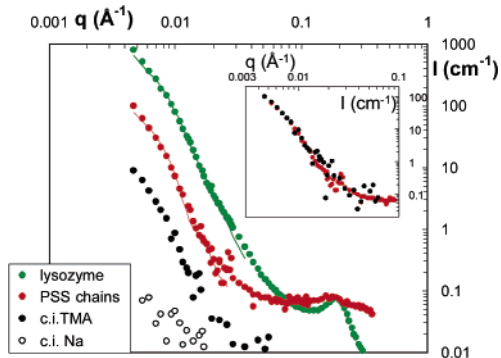 q (Å⁻¹)
0.001 0.01 0.1 1
1000
I (cm⁻¹)
100
10
1
0.1
0.01
q (Å⁻¹)
0.003 0.01 0.1
I (cm⁻¹)
100
10
1
0.1
lysozyme
PSS chains
c.i.TMA
c.i. Na